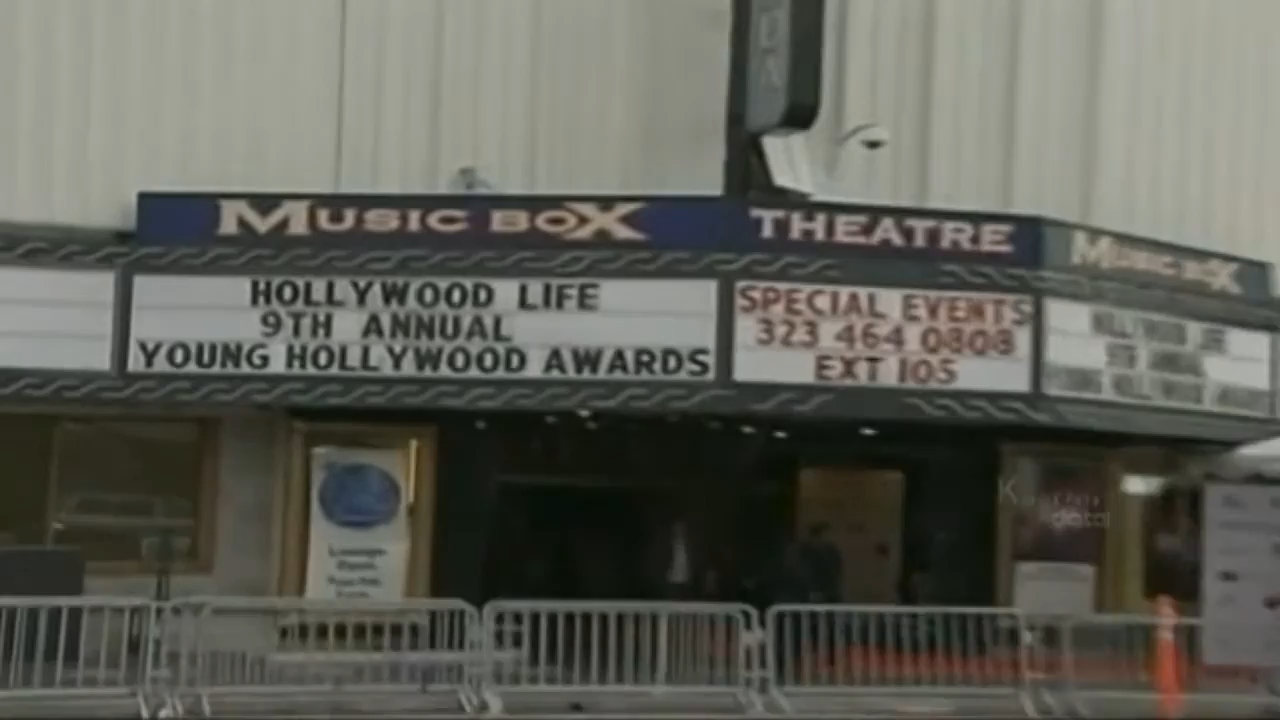 MUSIC BOX THEATRE
MUSIC BOX
HOLLYWOOD LIFE
9TH ANNUAL
YOUNG HOLLYWOOD AWARDS
SPECIAL EVENTS
323 464 0808
EXT 105